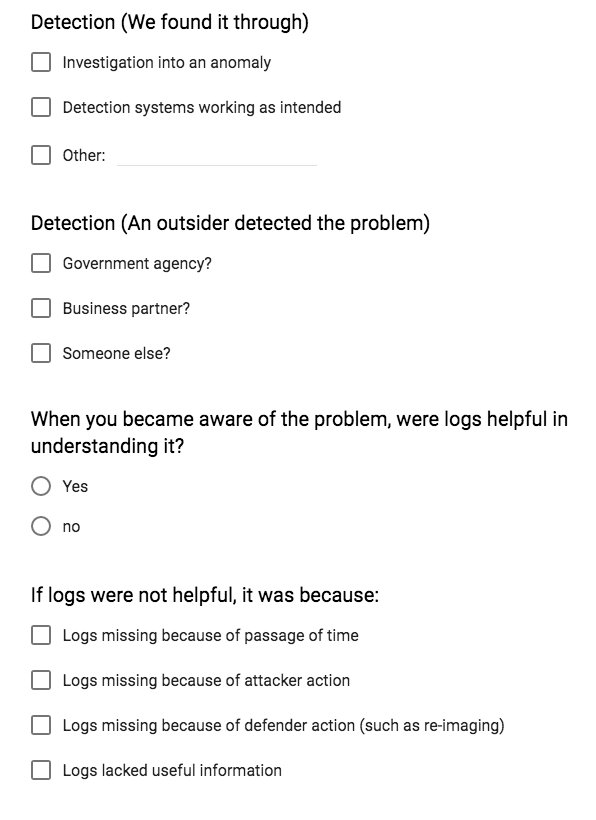 Detection (We found it through)
Investigation into an anomaly
Detection systems working as intended
Other:
Detection (An outsider detected the problem)
Government agency?
Business partner?
Someone else?
When you became aware of the problem, were logs helpful in
understanding it?
Yes
no
If logs were not helpful, it was because:
Logs missing because of passage of time
Logs missing because of attacker action
Logs missing because of defender action (such as re-imaging)
Logs lacked useful information